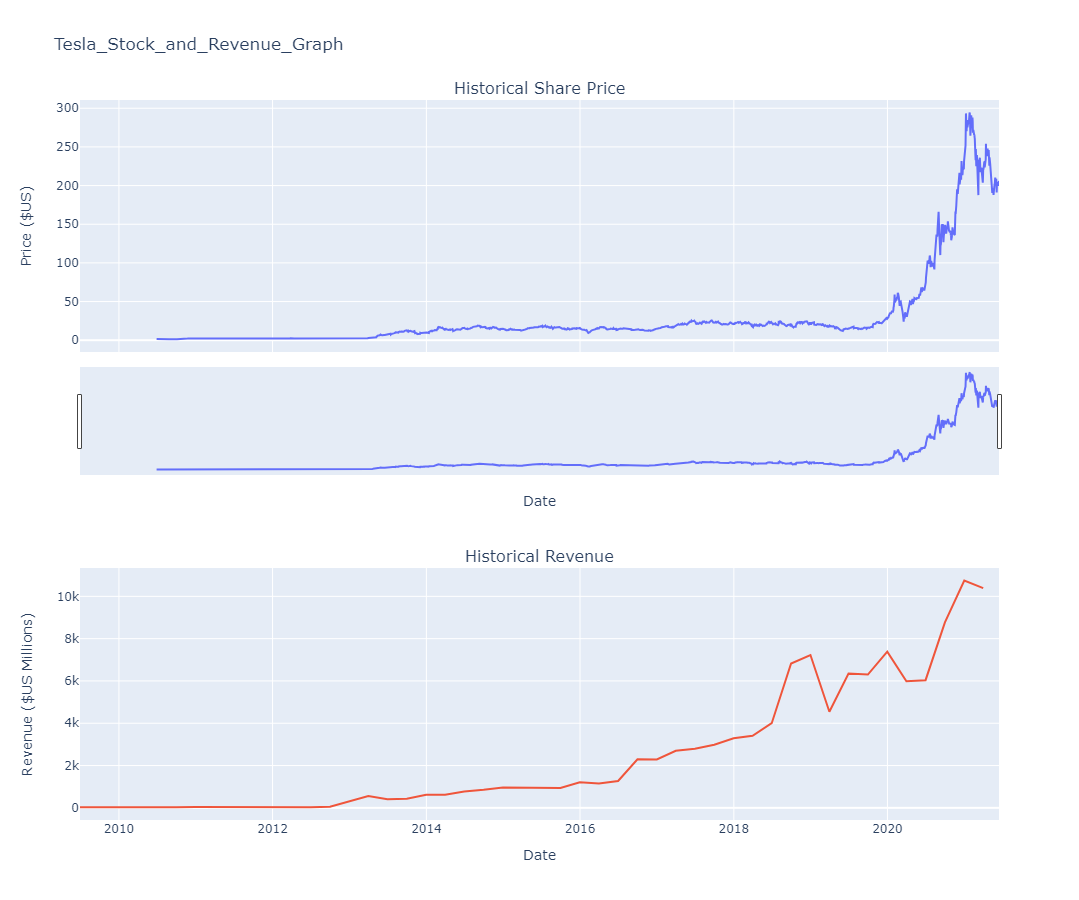 Tesla_Stock_and_Revenue_Graph
Historical Share Price
300
250
200
150
100
50
0
Price ($US)
Date
Historical Revenue
10k
8k
6k
4k
2k
0
Revenue ($US Millions)
2010 2012 2014 2016 2018 2020
Date